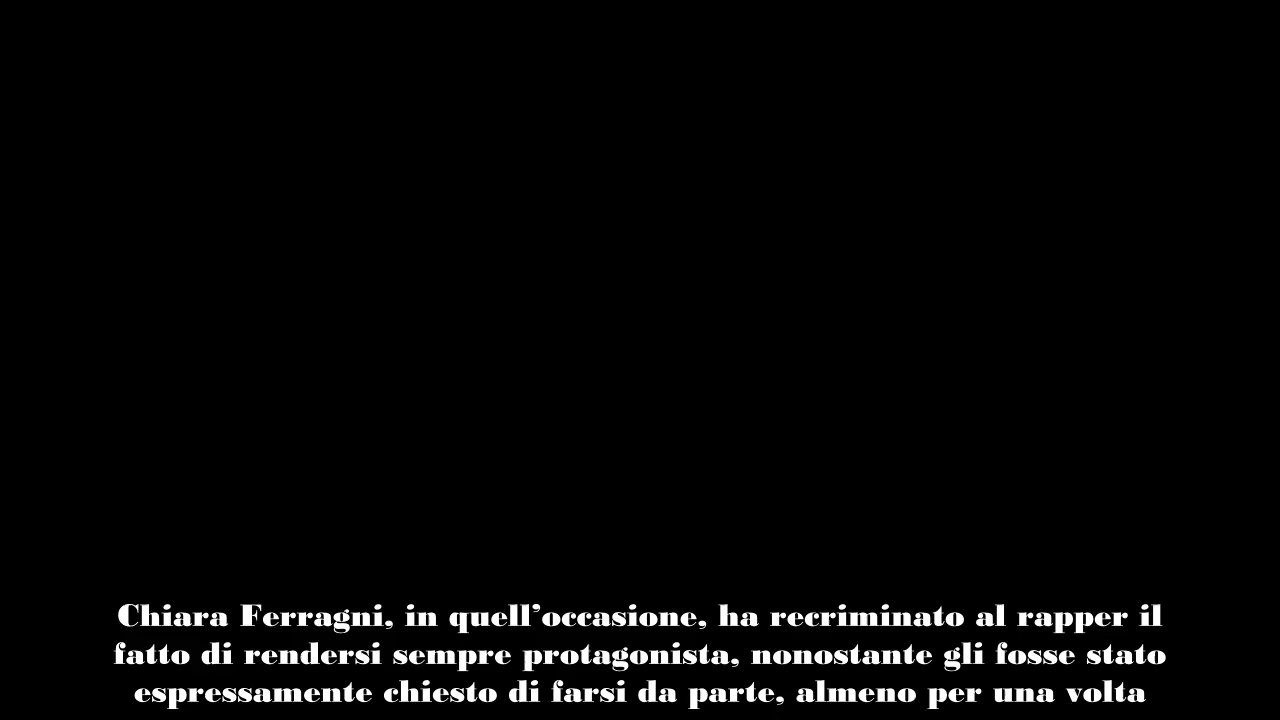 Chiara Ferragni, in quell’occasione, ha recriminato al rapper il
fatto di rendersi sempre protagonista, nonostante gli fosse stato
espressamente chiesto di farsi da parte, almeno per una volta